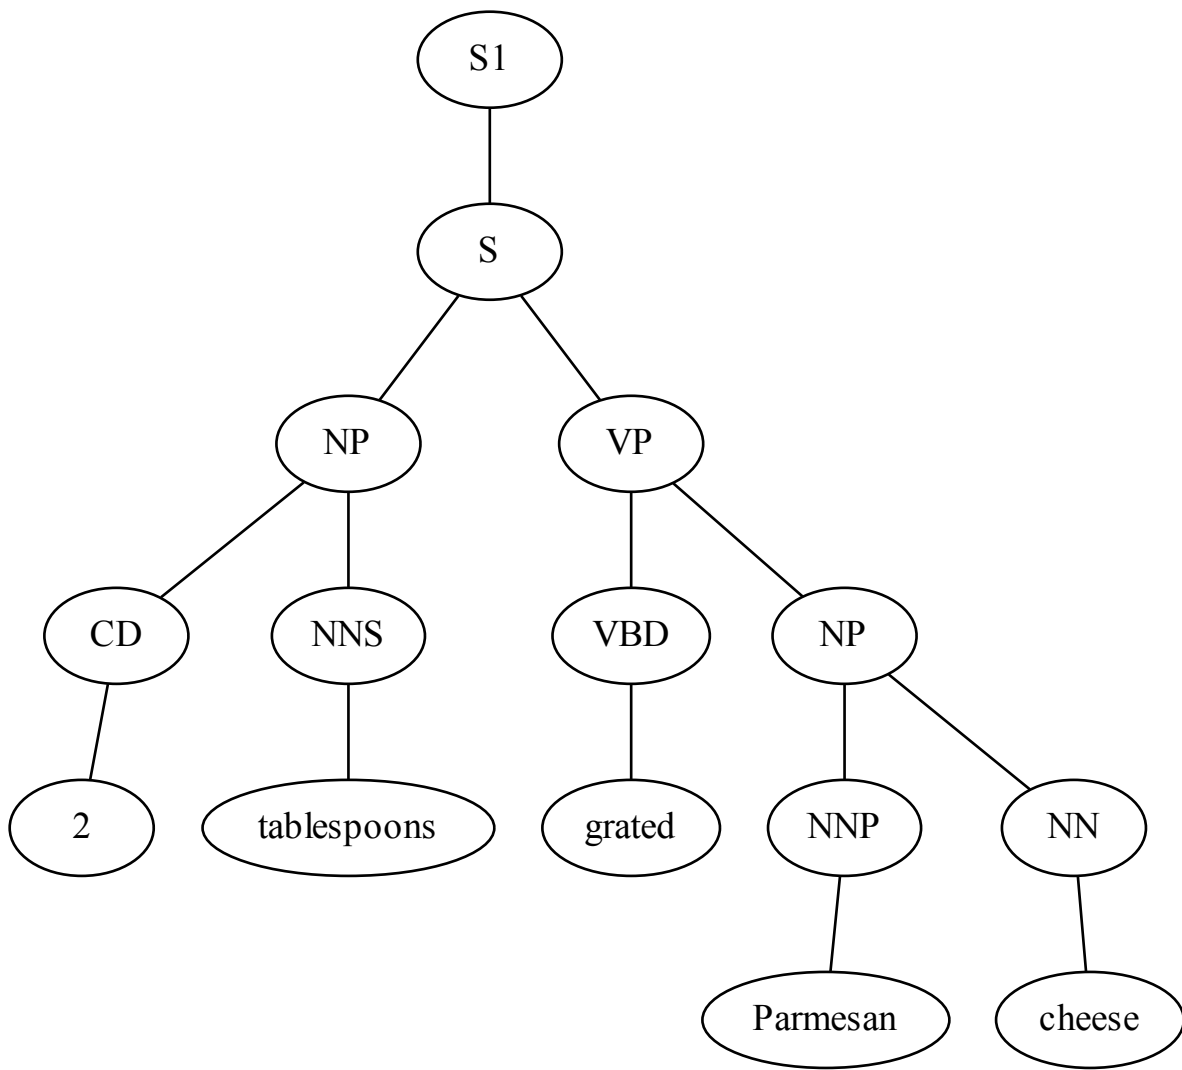 S1
S
NP VP
CD NNS VBD NP
2 tablespoons grated NNP NN
Parmesan cheese